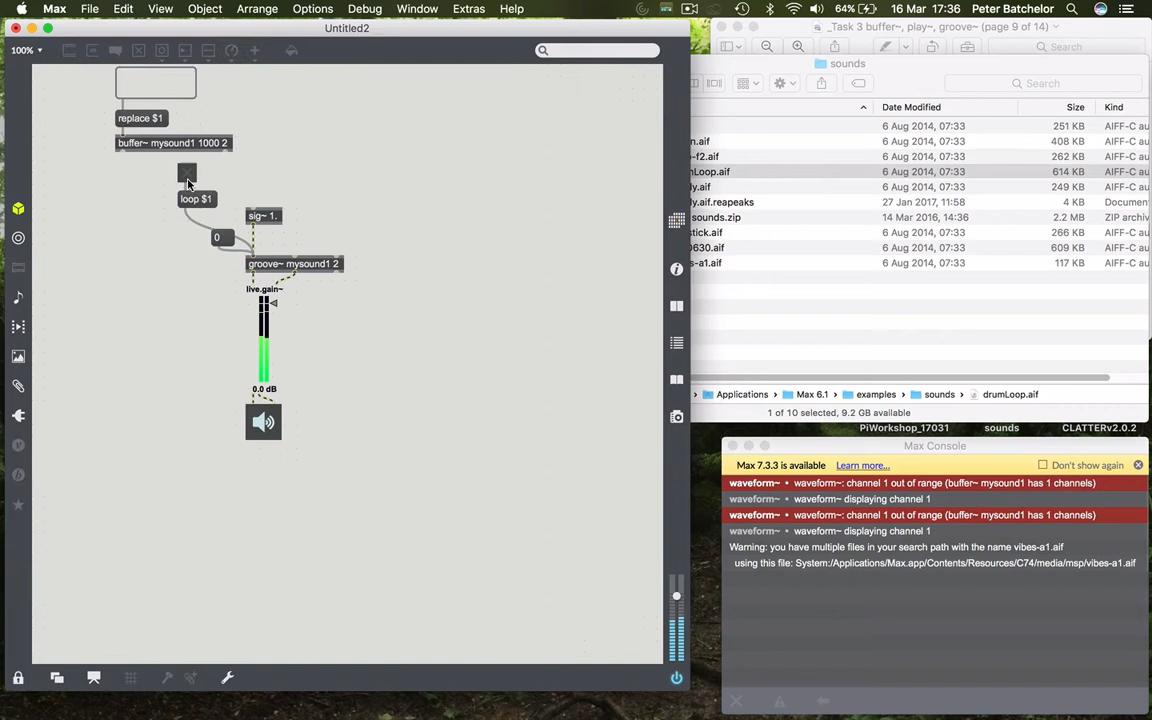 Max File Edit View Object Arrange Options Debug Window Extras Help
64% 16 Mar 17:36 Peter Batchelor
Untitled2
100%
replace $1
buffer~ mysound1 1000 2
loop $1
0
sig~ 1.
groove~ mysound1 2
live.gain~
0.0 dB
_Task 3 buffer~, play~, groove~ (page 9 of 14)
Search
sounds
Search
Date Modified Size Kind
6 Aug 2014, 07:33 251 KB AIFF-C au
n.aif 6 Aug 2014, 07:33 408 KB AIFF-C au
-f2.aif 6 Aug 2014, 07:33 262 KB AIFF-C au
nLoop.aif 6 Aug 2014, 07:33 614 KB AIFF-C au
ly.aif 6 Aug 2014, 07:33 187 KB AIFF-C au
ly.aif.reapeaks 27 Jan 2017, 11:58 4 KB Documen
sounds.zip 14 Mar 2016, 14:36 2.2 MB ZIP archiv
stick.aif 6 Aug 2014, 07:33 266 KB AIFF-C au
0630.aif 6 Aug 2014, 07:33 609 KB AIFF-C au
s-a1.aif 6 Aug 2014, 07:33 117 KB AIFF-C au
Applications Max 6.1 examples sounds drumLoop.aif
1 of 10 selected, 9.2 GB available
PiWorkshop_17031 sounds CLATTERv2.0.2
Max Console
Max 7.3.3 is available Learn more... Don't show again
waveform~ • waveform~: channel 1 out of range (buffer~ mysound1 has 1 channels)
waveform~ • waveform~ displaying channel 1
waveform~ • waveform~: channel 1 out of range (buffer~ mysound1 has 1 channels)
waveform~ • waveform~ displaying channel 1
Warning: you have multiple files in your search path with the name vibes-a1.aif
using this file: System:/Applications/Max.app/Contents/Resources/C74/media/msp/vibes-a1.aif